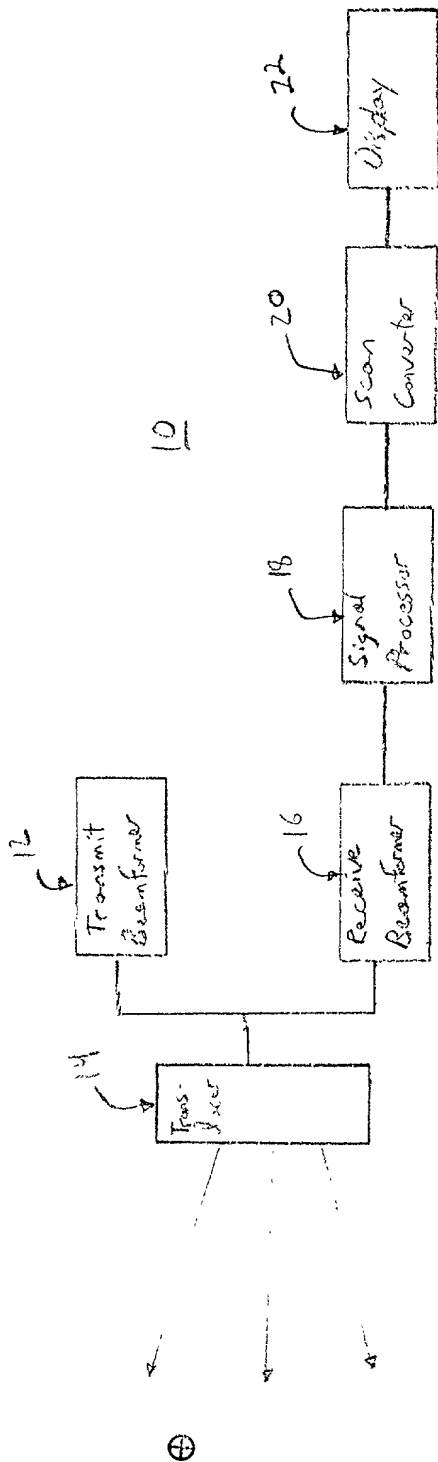 10
12
Transmit
Beamformer
14
Trans-
ducer
16
Receive
Beamformer
18
Signal
Processor
20
Scan
Converter
22
Display